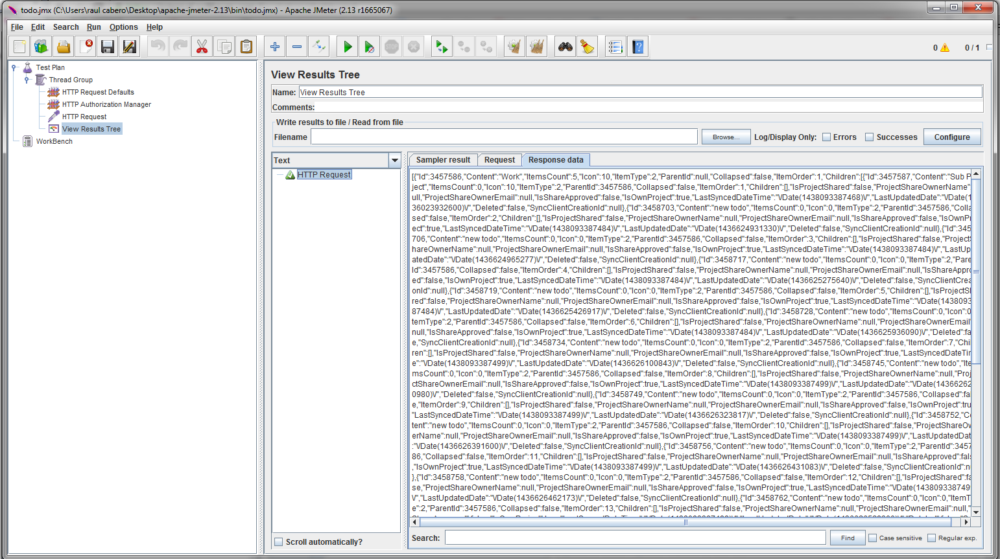 todo.jmx (C:\Users\raul cabero\Desktop\apache-jmeter-2.13\bin\todo.jmx) - Apache JMeter (2.13 r1665067)
File Edit Search Run Options Help
0 0 / 1
Test Plan
Thread Group
HTTP Request Defaults
HTTP Authorization Manager
HTTP Request
View Results Tree
WorkBench
View Results Tree
Name: View Results Tree
Comments:
Write results to file / Read from file
Filename Browse... Log/Display Only: Errors Successes Configure
Text
HTTP Request
Scroll automatically?
Sampler result Request Response data
[{"Id":3457586,"Content":"Work","ItemsCount":5,"Icon":10,"ItemType":2,"ParentId":null,"Collapsed":false,"ItemOrder":1,"Children":[{"Id":3457587,"Content":"Sub P
ject","ItemsCount":0,"Icon":10,"ItemType":2,"ParentId":3457586,"Collapsed":false,"ItemOrder":1,"Children":[],"IsProjectShared":false,"ProjectShareOwnerName"
null,"ProjectShareOwnerEmail":null,"IsShareApproved":false,"IsOwnProject":true,"LastSyncedDateTime":"\/Date(1438093387468)\/","LastUpdatedDate":"\/Date(1
36023932600)\/","Deleted":false,"SyncClientCreationId":null},{"Id":3458703,"Content":"new todo","ItemsCount":0,"Icon":0,"ItemType":2,"ParentId":3457586,"Colla
sed":false,"ItemOrder":2,"Children":[],"IsProjectShared":false,"ProjectShareOwnerName":null,"ProjectShareOwnerEmail":null,"IsShareApproved":false,"IsOwnP
ject":true,"LastSyncedDateTime":"\/Date(1438093387484)\/","LastUpdatedDate":"\/Date(1436624931330)\/","Deleted":false,"SyncClientCreationId":null},{"Id":345
706,"Content":"new todo","ItemsCount":0,"Icon":0,"ItemType":2,"ParentId":3457586,"Collapsed":false,"ItemOrder":3,"Children":[],"IsProjectShared":false,"Project
hareOwnerName":null,"ProjectShareOwnerEmail":null,"IsShareApproved":false,"IsOwnProject":true,"LastSyncedDateTime":"\/Date(1438093387484)\/","LastUp
atedDate":"\/Date(1436624965277)\/","Deleted":false,"SyncClientCreationId":null},{"Id":3458717,"Content":"new todo","ItemsCount":0,"Icon":0,"ItemType":2,"Pare
Id":3457586,"Collapsed":false,"ItemOrder":4,"Children":[],"IsProjectShared":false,"ProjectShareOwnerName":null,"ProjectShareOwnerEmail":null,"IsShareAppro
ed":false,"IsOwnProject":true,"LastSyncedDateTime":"\/Date(1438093387484)\/","LastUpdatedDate":"\/Date(1436625275640)\/","Deleted":false,"SyncClientCrea
onId":null},{"Id":3458719,"Content":"new todo","ItemsCount":0,"Icon":0,"ItemType":2,"ParentId":3457586,"Collapsed":false,"ItemOrder":5,"Children":[],"IsProjectSh
red":false,"ProjectShareOwnerName":null,"ProjectShareOwnerEmail":null,"IsShareApproved":false,"IsOwnProject":true,"LastSyncedDateTime":"\/Date(1438093
87484)\/","LastUpdatedDate":"\/Date(1436625426917)\/","Deleted":false,"SyncClientCreationId":null},{"Id":3458728,"Content":"new todo","ItemsCount":0,"Icon":0
temType":2,"ParentId":3457586,"Collapsed":false,"ItemOrder":6,"Children":[],"IsProjectShared":false,"ProjectShareOwnerName":null,"ProjectShareOwnerEmail"
null,"IsShareApproved":false,"IsOwnProject":true,"LastSyncedDateTime":"\/Date(1438093387484)\/","LastUpdatedDate":"\/Date(1436625936090)\/","Deleted":fa
e,"SyncClientCreationId":null},{"Id":3458734,"Content":"new todo","ItemsCount":0,"Icon":0,"ItemType":2,"ParentId":3457586,"Collapsed":false,"ItemOrder":7,"Chi
ren":[],"IsProjectShared":false,"ProjectShareOwnerName":null,"ProjectShareOwnerEmail":null,"IsShareApproved":false,"IsOwnProject":true,"LastSyncedDateTim
e":"\/Date(1438093387499)\/","LastUpdatedDate":"\/Date(1436626100843)\/","Deleted":false,"SyncClientCreationId":null},{"Id":3458745,"Content":"new todo","Ite
msCount":0,"Icon":0,"ItemType":2,"ParentId":3457586,"Collapsed":false,"ItemOrder":8,"Children":[],"IsProjectShared":false,"ProjectShareOwnerName":null,"Proj
ectShareOwnerEmail":null,"IsShareApproved":false,"IsOwnProject":true,"LastSyncedDateTime":"\/Date(1438093387499)\/","LastUpdatedDate":"\/Date(14366262
0980)\/","Deleted":false,"SyncClientCreationId":null},{"Id":3458749,"Content":"new todo","ItemsCount":0,"Icon":0,"ItemType":2,"ParentId":3457586,"Collapsed":fa
e,"ItemOrder":9,"Children":[],"IsProjectShared":false,"ProjectShareOwnerName":null,"ProjectShareOwnerEmail":null,"IsShareApproved":false,"IsOwnProject":true
"LastSyncedDateTime":"\/Date(1438093387499)\/","LastUpdatedDate":"\/Date(1436626323817)\/","Deleted":false,"SyncClientCreationId":null},{"Id":3458752,"Co
tent":"new todo","ItemsCount":0,"Icon":0,"ItemType":2,"ParentId":3457586,"Collapsed":false,"ItemOrder":10,"Children":[],"IsProjectShared":false,"ProjectShareOw
erName":null,"ProjectShareOwnerEmail":null,"IsShareApproved":false,"IsOwnProject":true,"LastSyncedDateTime":"\/Date(1438093387499)\/","LastUpdatedDat
:"\/Date(1436626391600)\/","Deleted":false,"SyncClientCreationId":null},{"Id":3458756,"Content":"new todo","ItemsCount":0,"Icon":0,"ItemType":2,"ParentId":3457
86,"Collapsed":false,"ItemOrder":11,"Children":[],"IsProjectShared":false,"ProjectShareOwnerName":null,"ProjectShareOwnerEmail":null,"IsShareApproved":fals
,"IsOwnProject":true,"LastSyncedDateTime":"\/Date(1438093387499)\/","LastUpdatedDate":"\/Date(1436626431083)\/","Deleted":false,"SyncClientCreationId":n
},{"Id":3458758,"Content":"new todo","ItemsCount":0,"Icon":0,"ItemType":2,"ParentId":3457586,"Collapsed":false,"ItemOrder":12,"Children":[],"IsProjectShared":fa
e,"ProjectShareOwnerName":null,"ProjectShareOwnerEmail":null,"IsShareApproved":false,"IsOwnProject":true,"LastSyncedDateTime":"\/Date(1438093387499
\/","LastUpdatedDate":"\/Date(1436626462173)\/","Deleted":false,"SyncClientCreationId":null},{"Id":3458762,"Content":"new todo","ItemsCount":0,"Icon":0,"ItemT
e":2,"ParentId":3457586,"Collapsed":false,"ItemOrder":13,"Children":[],"IsProjectShared":false,"ProjectShareOwnerName":null,"ProjectShareOwnerEmail":null,"
Search: Find Case sensitive Regular exp.